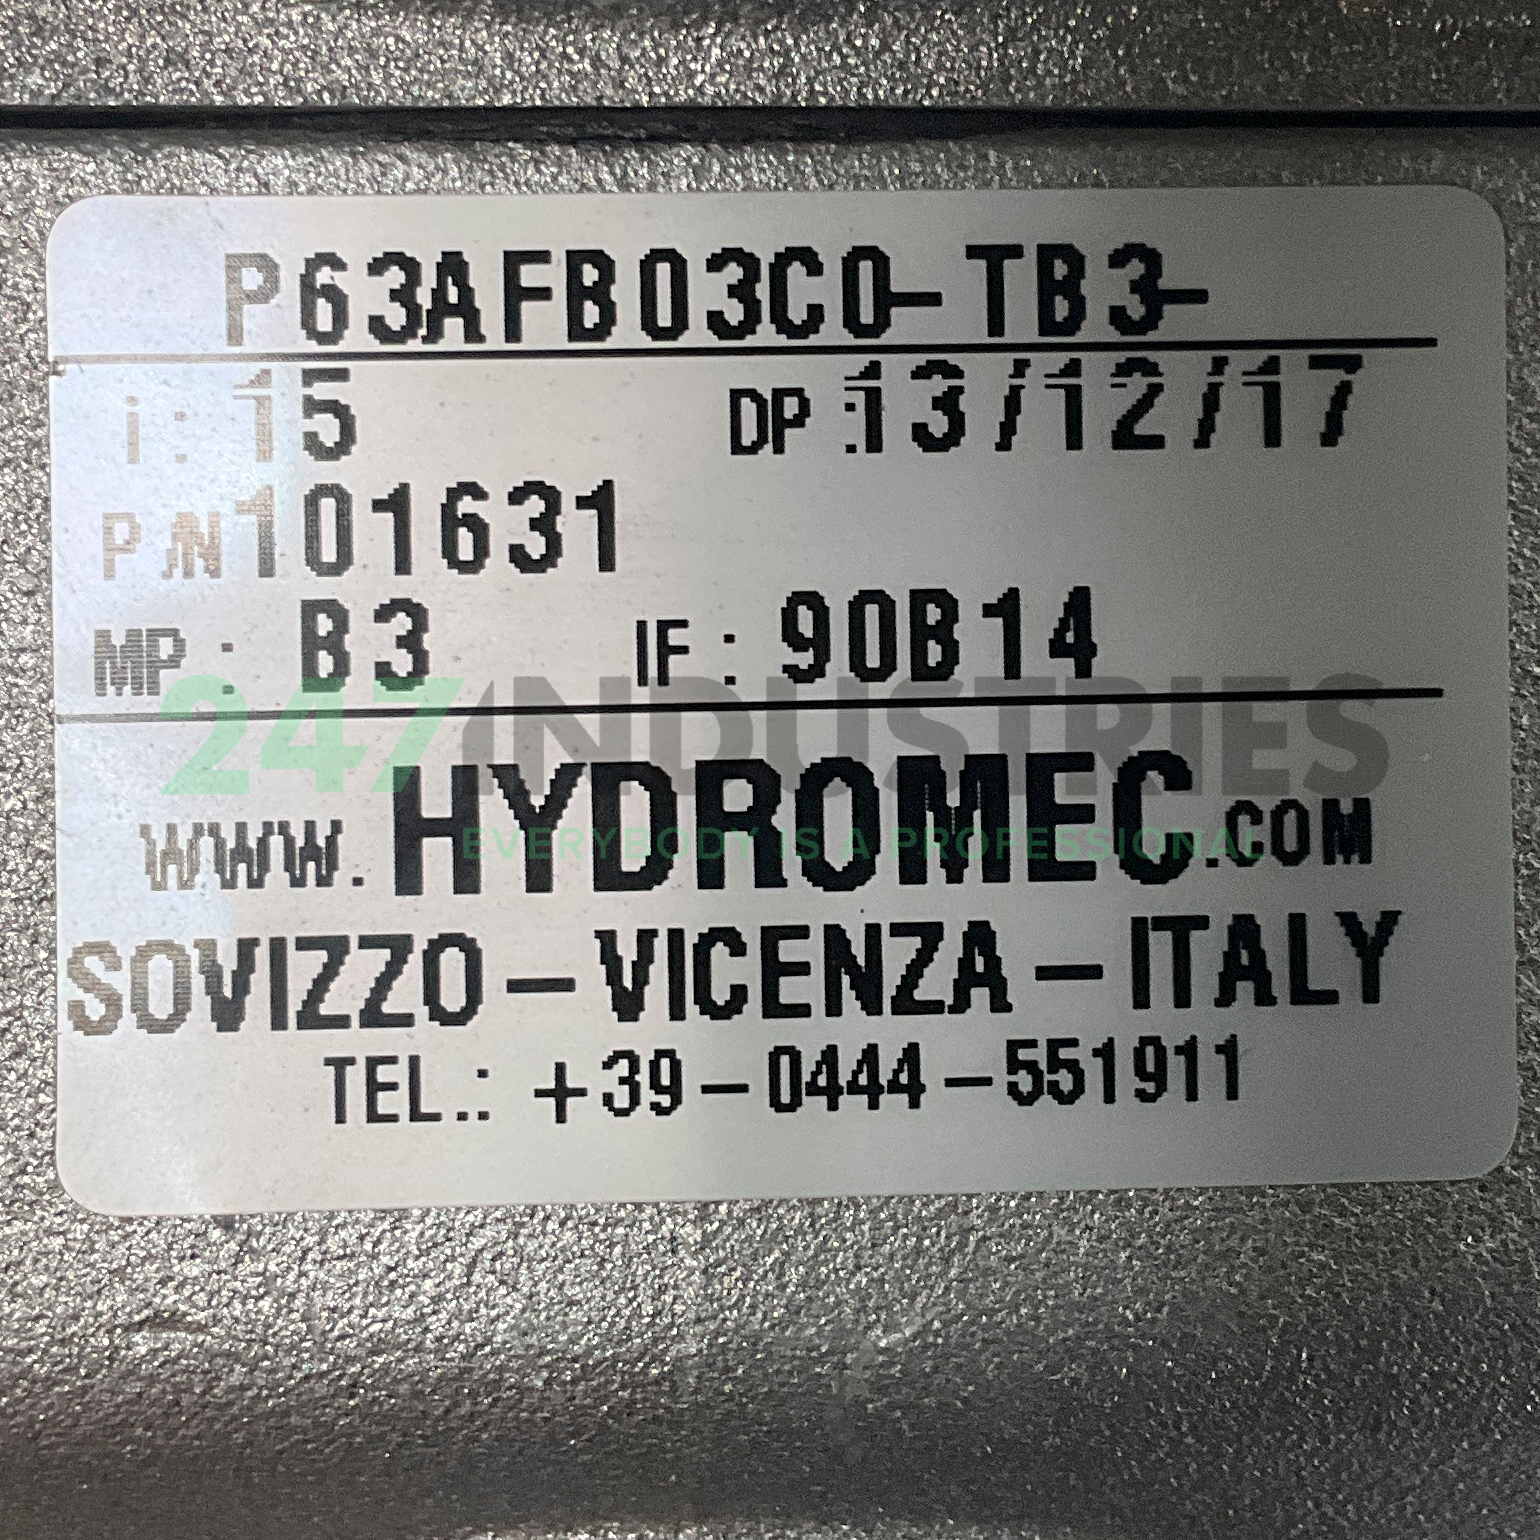 P63AFB03C0-TB3-
i: 15 DP: 13/12/17
P/N 101631
MP: B3 IF: 90B14
247INDUSTRIES
www.HYDROMEC.COM
EVERYBODY IS A PROFESSIONAL
SOVIZZO-VICENZA-ITALY
TEL.: +39-0444-551911